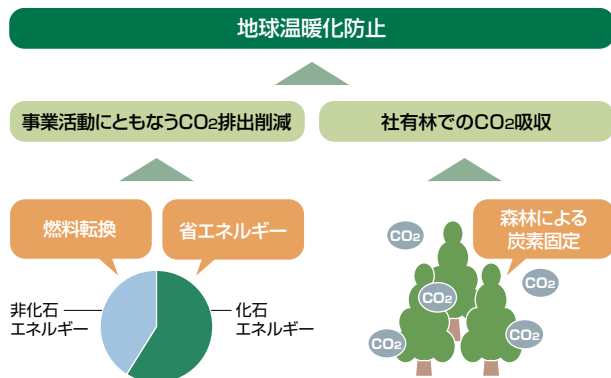 地球温暖化防止
事業活動にともなうCO₂排出削減
社有林でのCO₂吸収
燃料転換
省エネルギー
森林による
炭素固定
非化石
エネルギー
化石
エネルギー
CO₂
CO₂
CO₂
CO₂
CO₂